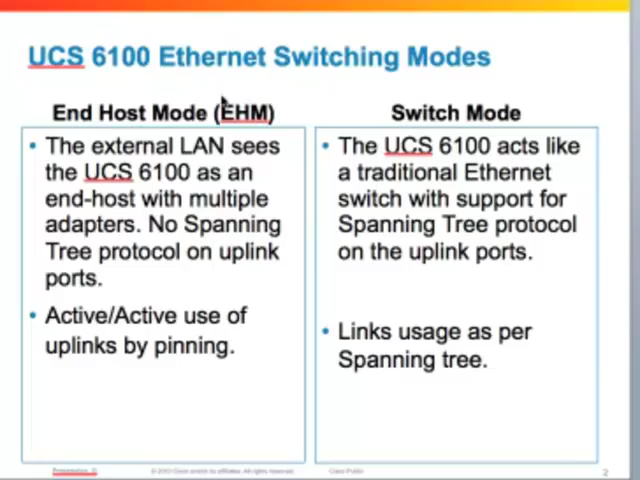 UCS 6100 Ethernet Switching Modes
End Host Mode (EHM)
• The external LAN sees
the UCS 6100 as an
end-host with multiple
adapters. No Spanning
Tree protocol on uplink
ports.
• Active/Active use of
uplinks by pinning.
Switch Mode
• The UCS 6100 acts like
a traditional Ethernet
switch with support for
Spanning Tree protocol
on the uplink ports.
• Links usage as per
Spanning tree.
Presentation_ID
Cisco Public
2